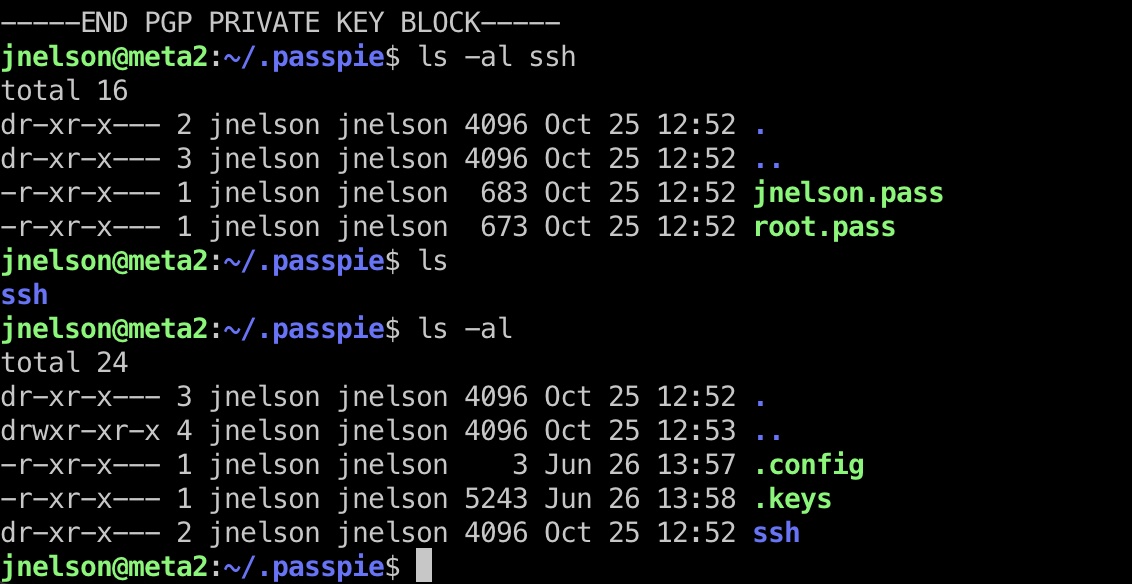 -----END PGP PRIVATE KEY BLOCK-----
jnelson@meta2:~/.passpie$ ls -al ssh
total 16
dr-xr-x--- 2 jnelson jnelson 4096 Oct 25 12:52 .
dr-xr-x--- 3 jnelson jnelson 4096 Oct 25 12:52 ..
-r-xr-x--- 1 jnelson jnelson  683 Oct 25 12:52 jnelson.pass
-r-xr-x--- 1 jnelson jnelson  673 Oct 25 12:52 root.pass
jnelson@meta2:~/.passpie$ ls
ssh
jnelson@meta2:~/.passpie$ ls -al
total 24
dr-xr-x--- 3 jnelson jnelson 4096 Oct 25 12:52 .
drwxr-xr-x 4 jnelson jnelson 4096 Oct 25 12:53 ..
-r-xr-x--- 1 jnelson jnelson    3 Jun 26 13:57 .config
-r-xr-x--- 1 jnelson jnelson 5243 Jun 26 13:58 .keys
dr-xr-x--- 2 jnelson jnelson 4096 Oct 25 12:52 ssh
jnelson@meta2:~/.passpie$